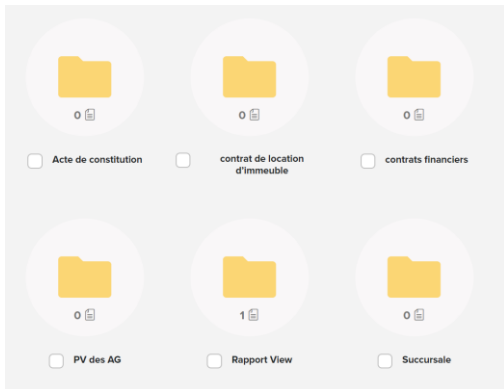 0
0
0
Acte de constitution
contrat de location
d'immeuble
contrats financiers
0
1
0
PV des AG
Rapport View
Succursale